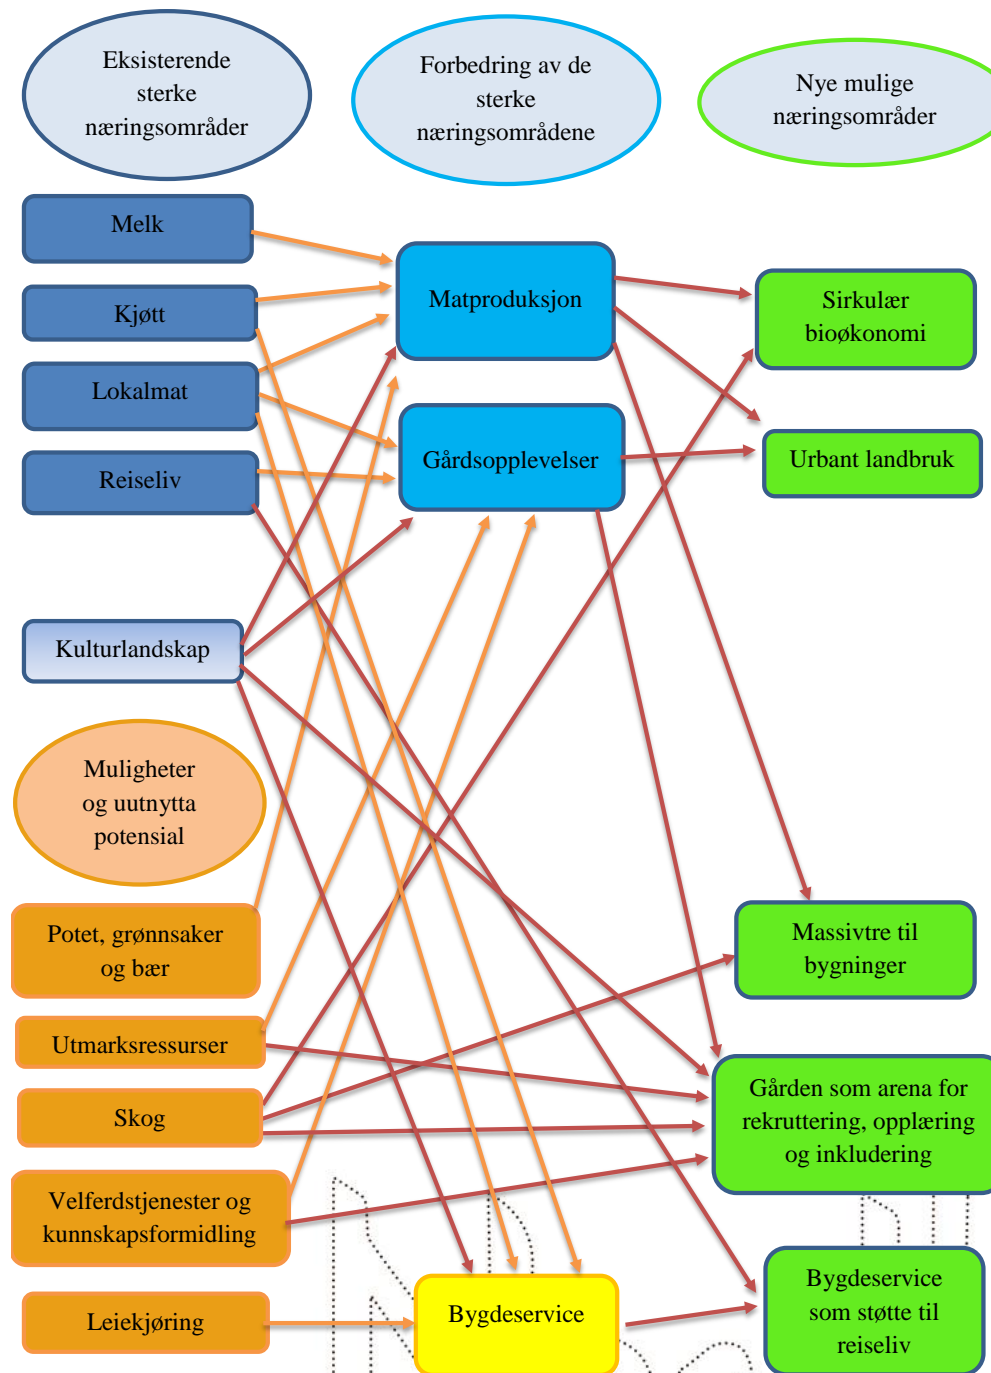 Eksisterende
sterke
næringsområder
Forbedring av de
sterke
næringsområdene
Nye mulige
næringsområder
Melk
Kjøtt
Lokalmat
Reiseliv
Kulturlandskap
Matproduksjon
Gårdsopplevelser
Sirkulær
bioøkonomi
Urbant landbruk
Muligheter
og uutnytta
potensial
Potet, grønnsaker
og bær
Utmarksressurser
Skog
Velferdstjenester og
kunnskapsformidling
Leiekjøring
Bygdeservice
Massivtre til
bygninger
Gården som arena for
rekruttering, opplæring
og inkludering
Bygdeservice
som støtte til
reiseliv